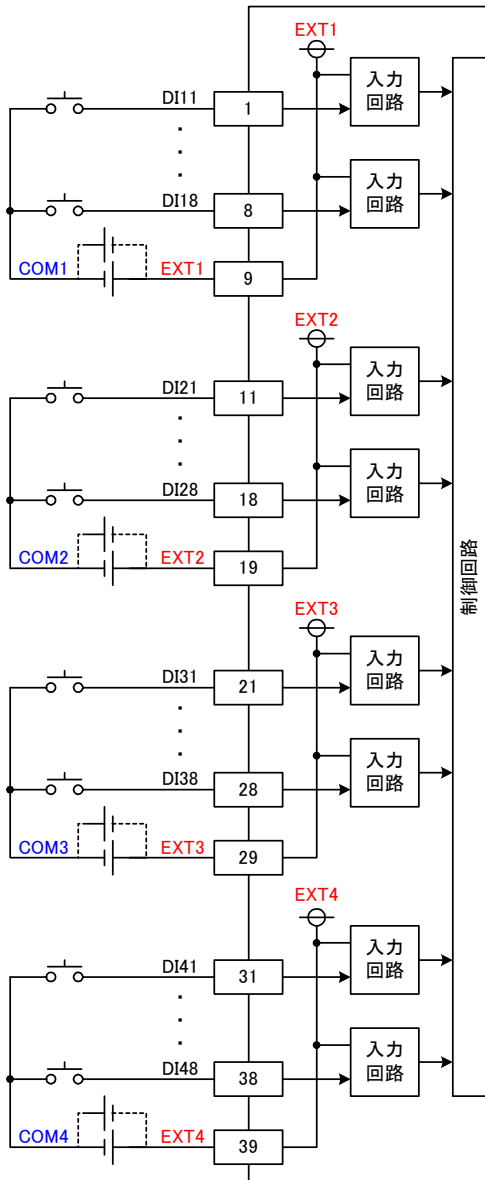 EXT1
DI11
1
入力
回路
DI18
8
入力
回路
COM1
EXT1
9
EXT2
DI21
11
入力
回路
DI28
18
入力
回路
COM2
EXT2
19
制御回路
EXT3
DI31
21
入力
回路
DI38
28
入力
回路
COM3
EXT3
29
EXT4
DI41
31
入力
回路
DI48
38
入力
回路
COM4
EXT4
39